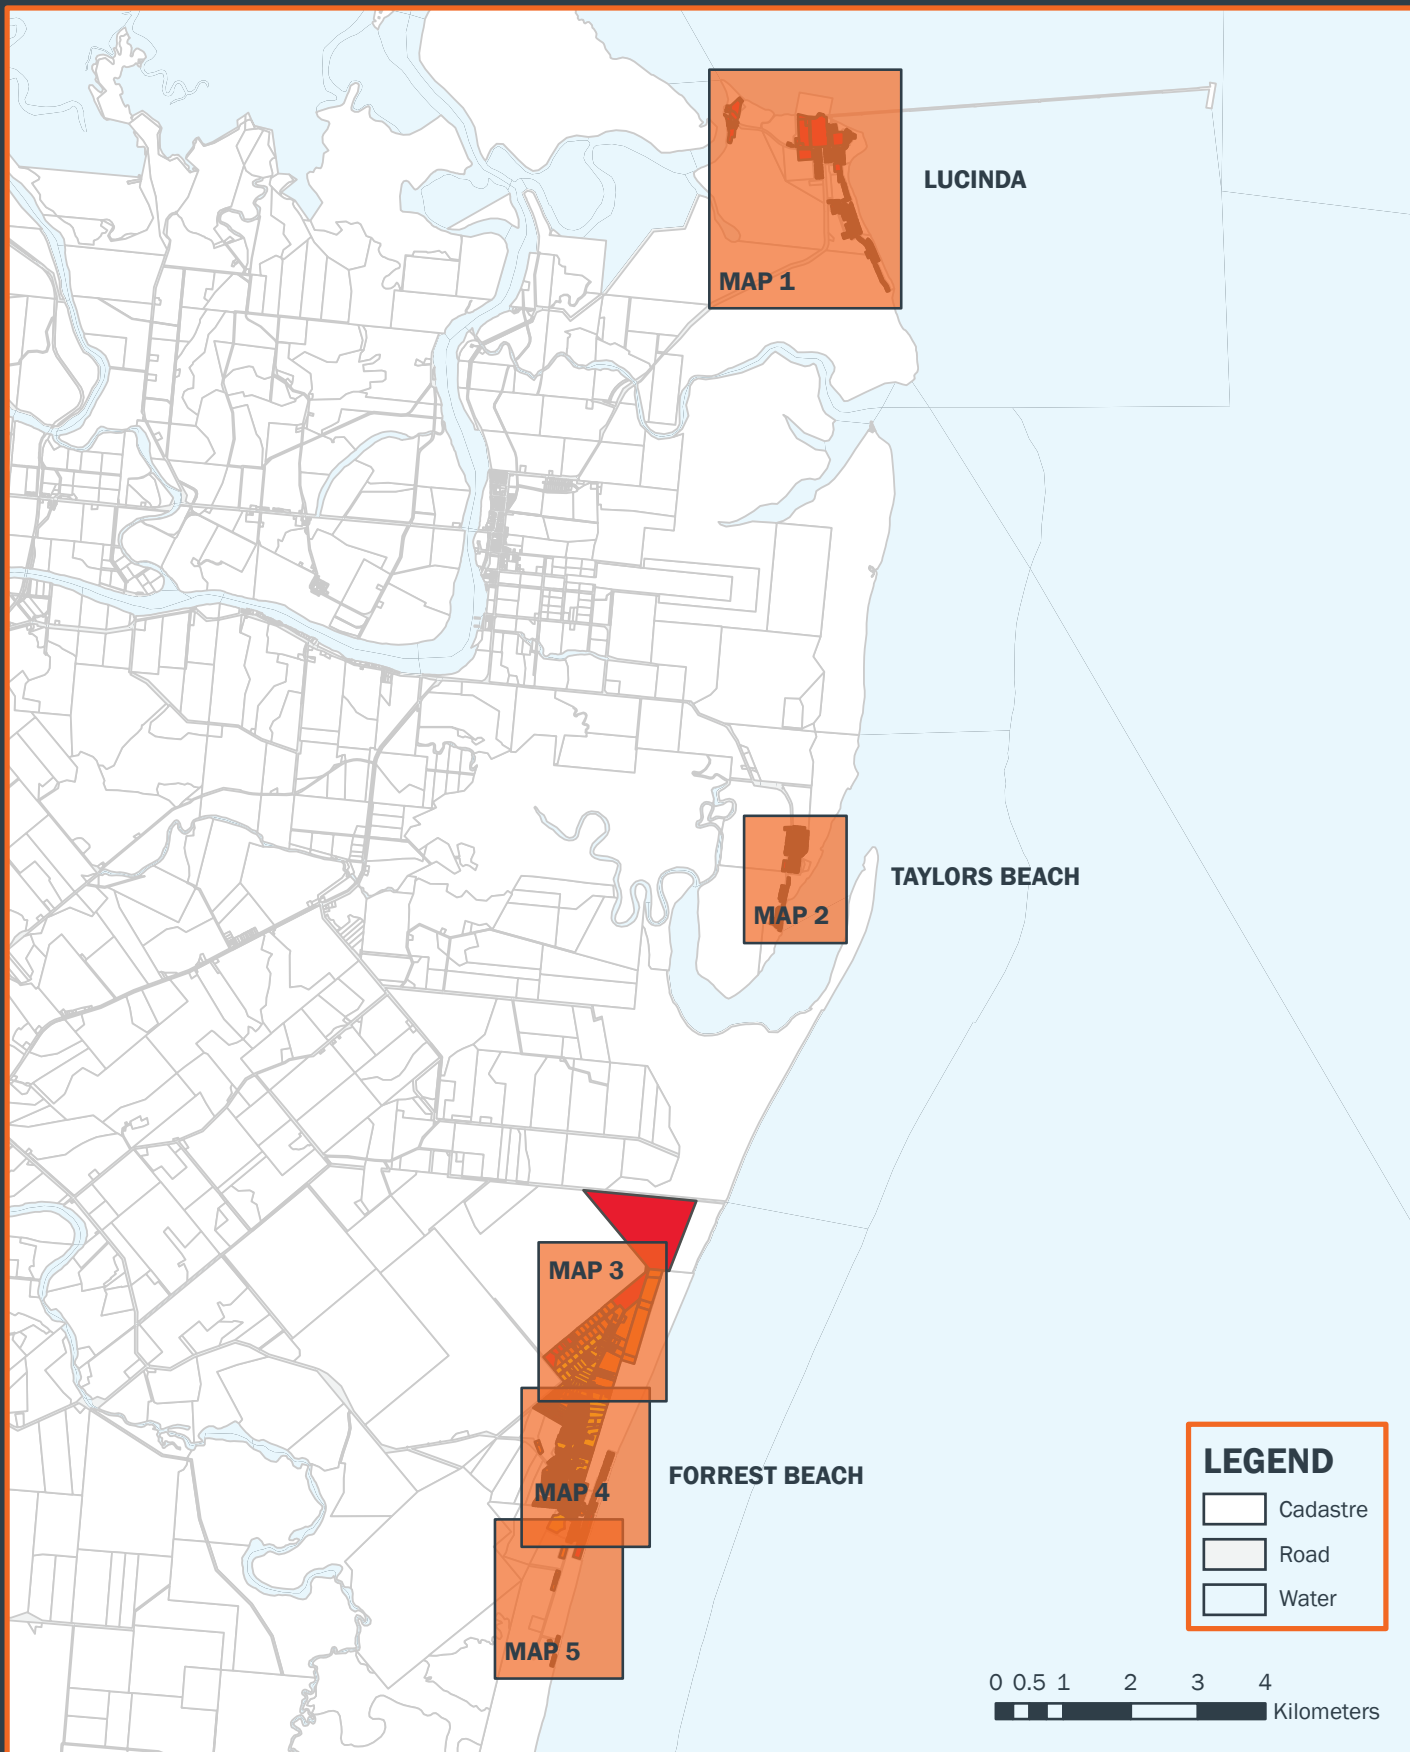 LUCINDA
MAP 1
TAYLORS BEACH
MAP 2
MAP 3
MAP 4
FORREST BEACH
MAP 5
LEGEND
Cadastre
Road
Water
0 0.5 1 2 3 4
Kilometers